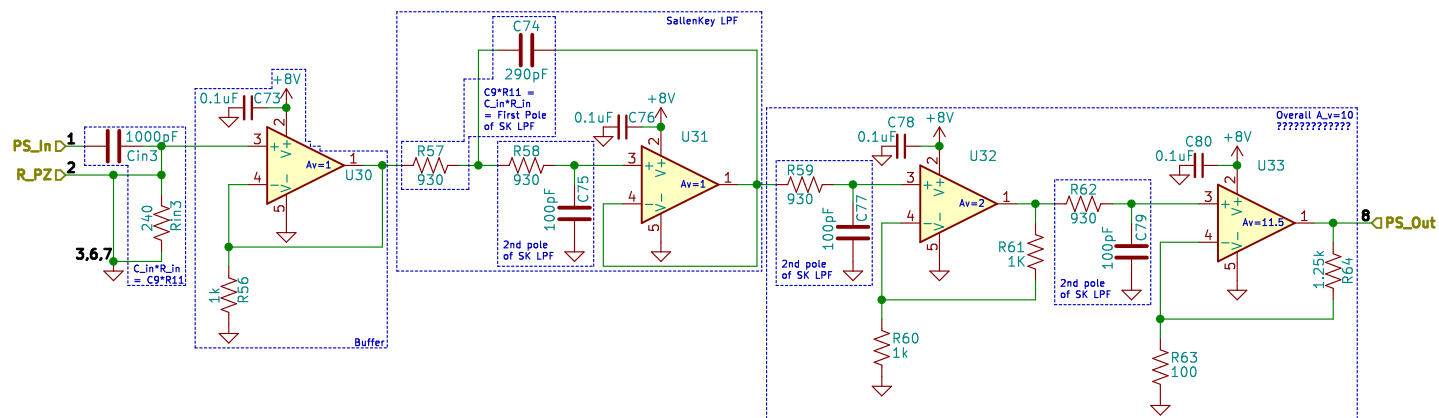 SallenKey LPF
C74
290pF
C9*R11 =
C_in*R_in
= First Pole
of SK LPF
+8V
0.1uF
C73
PS_In
1
1000pF
Cin3
R_PZ
2
240
Rin3
3,6,7
C_in*R_in
= C9*R11
3
4
2
5
1
+
-
V+
V-
Av=1
U30
1k
R56
Buffer
R57
930
R58
930
100pF
C75
2nd pole
of SK LPF
+8V
0.1uF
C76
U31
3
4
2
5
1
+
-
V+
V-
Av=1
Overall A_v=10
?????????????
R59
930
100pF
C77
2nd pole
of SK LPF
C78
0.1uF
+8V
U32
3
4
2
5
1
+
-
V+
V-
Av=2
R61
1K
R60
1k
R62
930
100pF
C79
2nd pole
of SK LPF
C80
0.1uF
+8V
U33
3
4
2
5
1
+
-
V+
V-
Av=11.5
8
PS_Out
1.25k
R64
R63
100